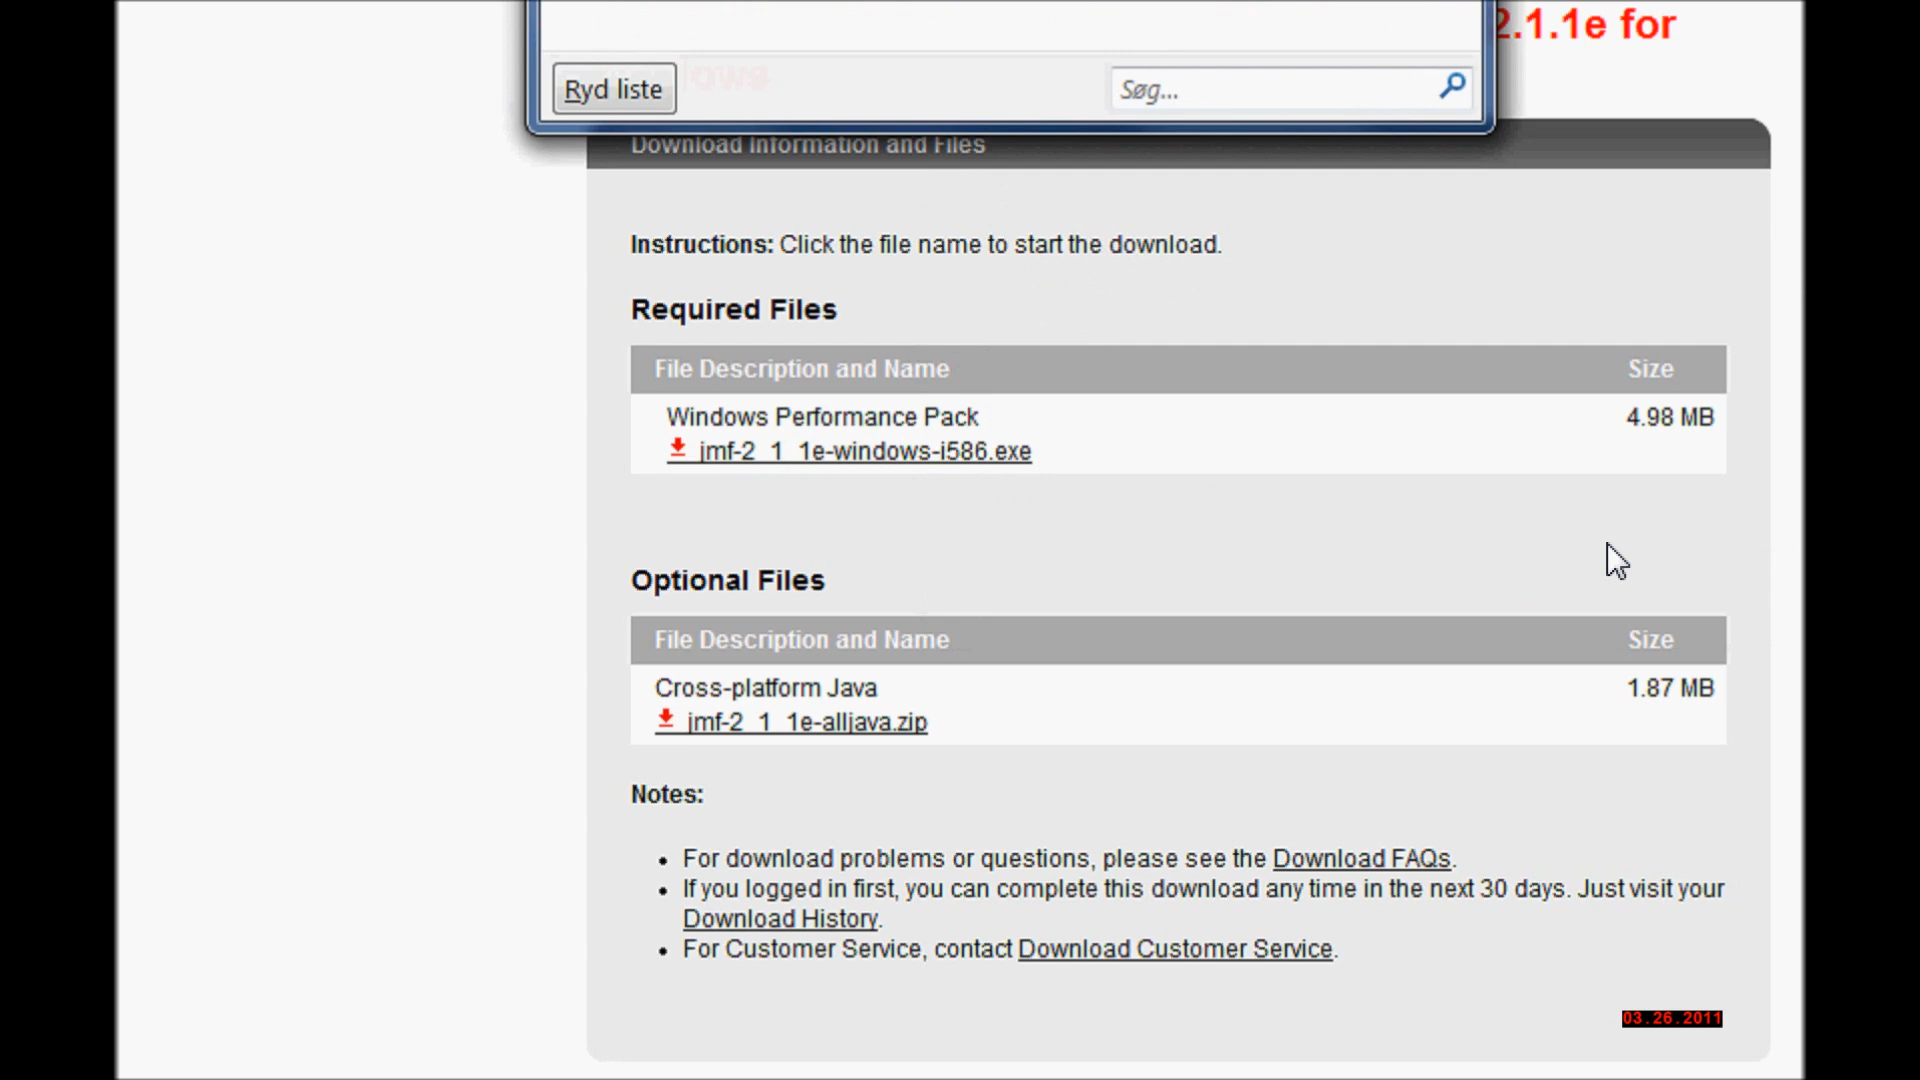 2.1.1e for
Ryd liste
Søg...
Download Information and Files
Instructions: Click the file name to start the download.
Required Files
File Description and Name Size
Windows Performance Pack 4.98 MB
jmf-2_1_1e-windows-i586.exe
Optional Files
File Description and Name Size
Cross-platform Java 1.87 MB
jmf-2_1_1e-alljava.zip
Notes:
• For download problems or questions, please see the Download FAQs.
• If you logged in first, you can complete this download any time in the next 30 days. Just visit your
Download History.
• For Customer Service, contact Download Customer Service.
03.26.2011